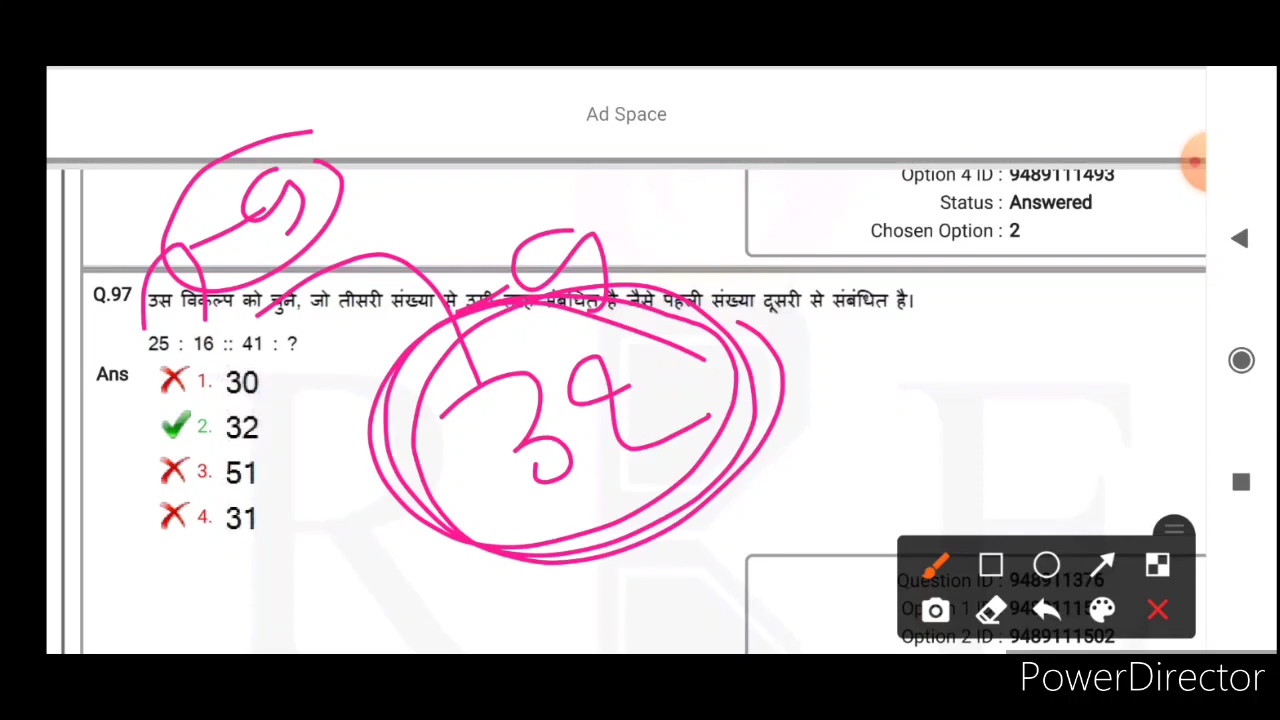 Ad Space
Option 4 ID : 9489111493
Status : Answered
Chosen Option : 2
-9
-9
Q.97 उस विकल्प को चुनें, जो तीसरी संख्या से उसी तरह संबंधित है जैसे पहली संख्या दूसरी से संबंधित है।
25 : 16 :: 41 : ?
Ans
1. 30
2. 32
3. 51
4. 31
32
Question ID : 948911376
Option 2 ID : 9489111502
PowerDirector